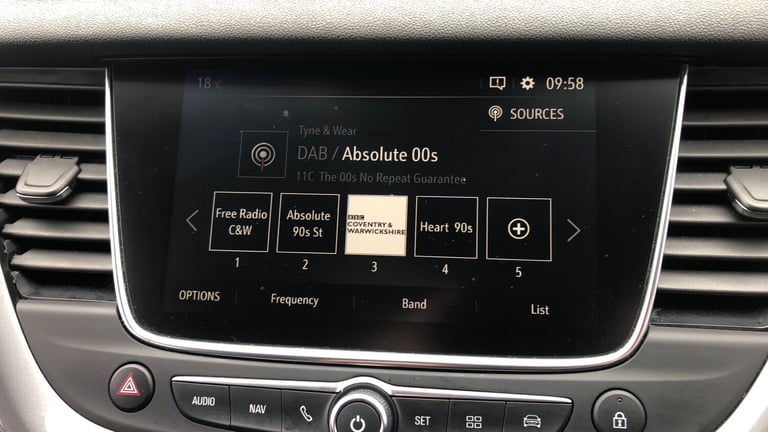 18°C
09:58
SOURCES
Tyne & Wear
DAB / Absolute 00s
11C The 00s No Repeat Guarantee
Free Radio
C&W
Absolute
90s St
BBC
COVENTRY &
WARWICKSHIRE
Heart 90s
1
2
3
4
5
OPTIONS
Frequency
Band
List
AUDIO
NAV
SET